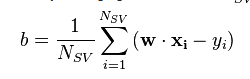 b = \frac{1}{N_{SV}} \sum_{i=1}^{N_{SV}} (\mathbf{w} \cdot \mathbf{x_i} - y_i)